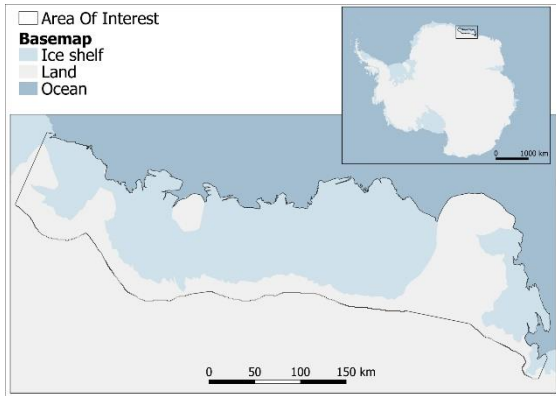 Area Of Interest
Basemap
Ice shelf
Land
Ocean
0 1000 km
0 50 100 150 km